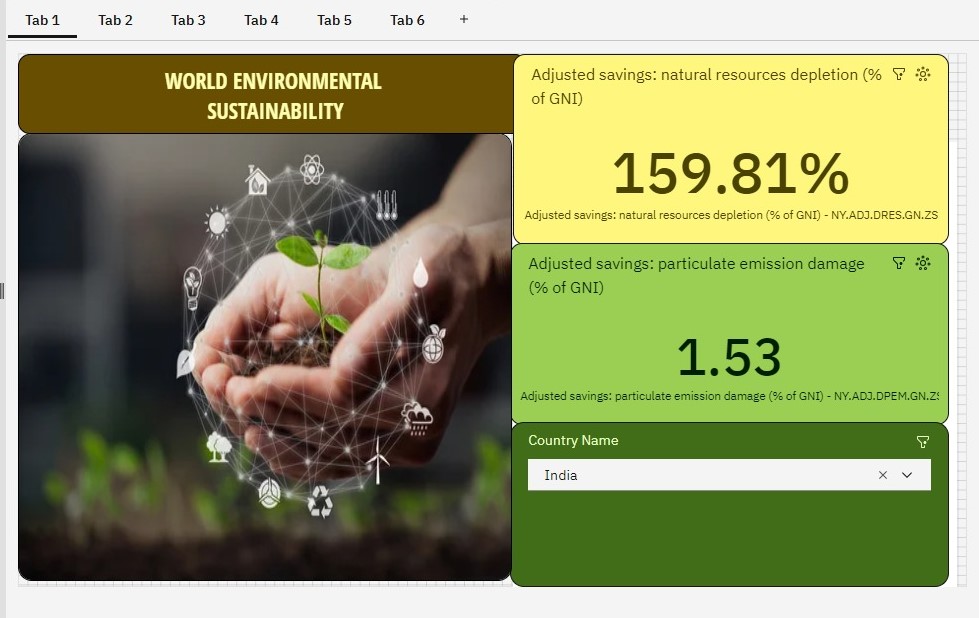 Tab 1 Tab 2 Tab 3 Tab 4 Tab 5 Tab 6 +
WORLD ENVIRONMENTAL
SUSTAINABILITY
Adjusted savings: natural resources depletion (%
of GNI)
159.81%
Adjusted savings: natural resources depletion (% of GNI) - NY.ADJ.DRES.GN.ZS
Adjusted savings: particulate emission damage
(% of GNI)
1.53
Adjusted savings: particulate emission damage (% of GNI) - NY.ADJ.DPEM.GN.ZS
Country Name
India